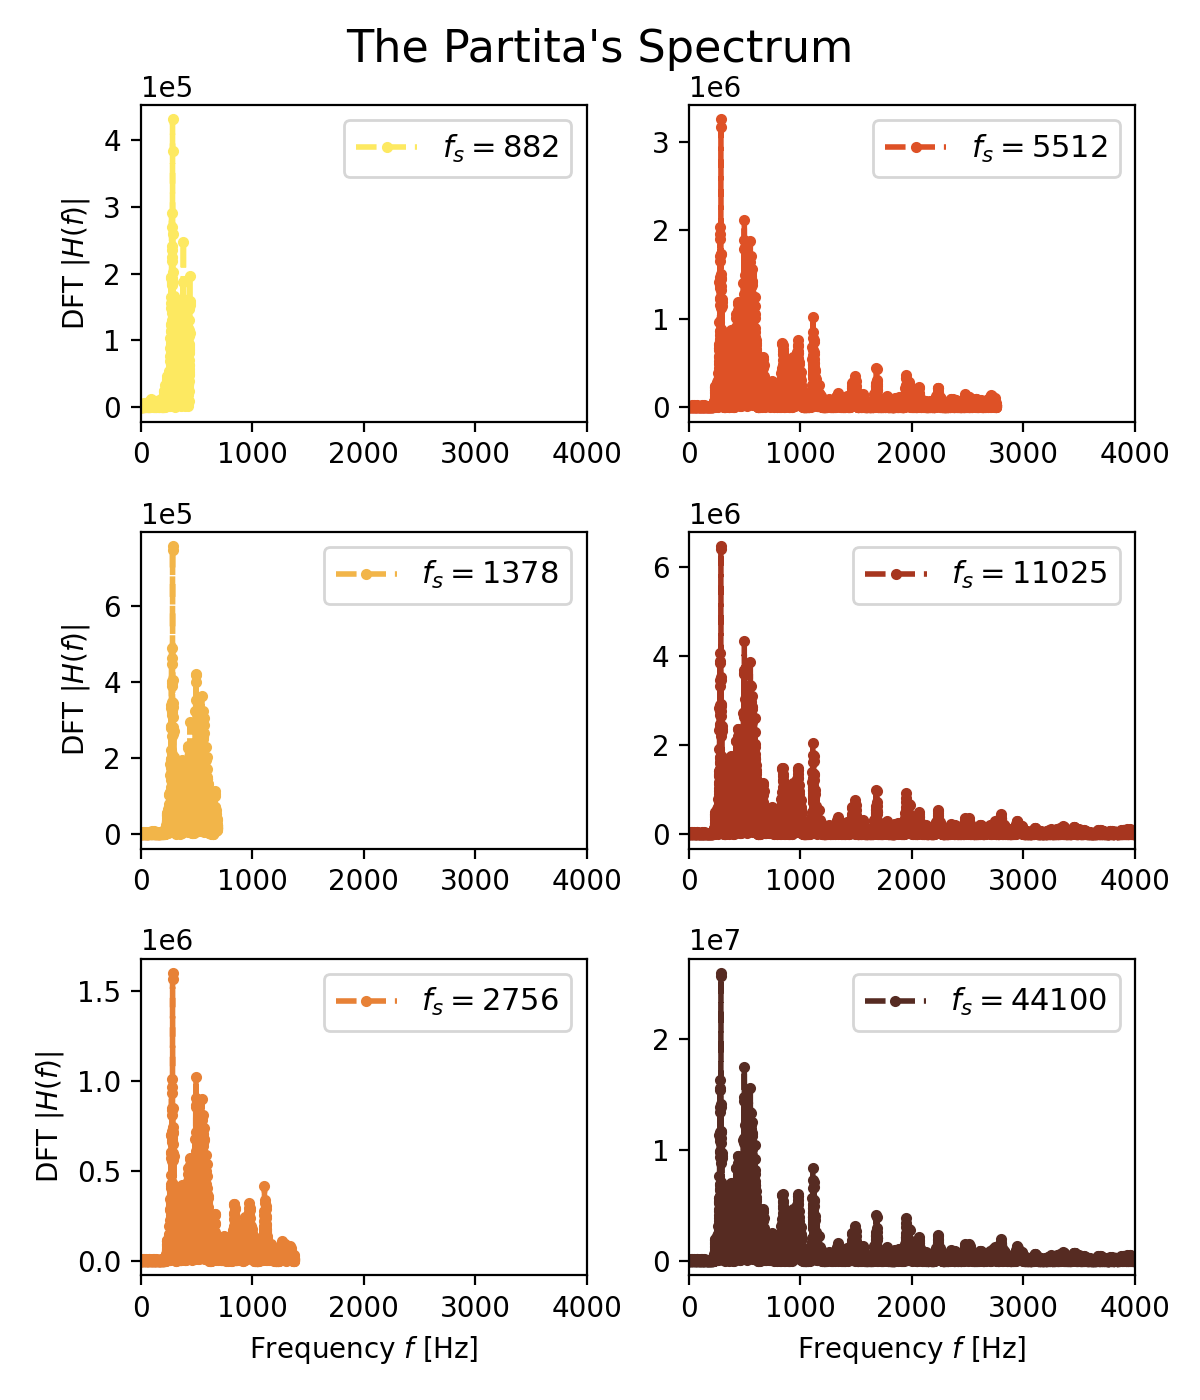 The Partita's Spectrum
1e5
f_s = 882
4
3
2
1
0
DFT |H(f)|
0 1000 2000 3000 4000
1e6
f_s = 5512
3
2
1
0
0 1000 2000 3000 4000
1e5
f_s = 1378
6
4
2
0
DFT |H(f)|
0 1000 2000 3000 4000
1e6
f_s = 11025
6
4
2
0
0 1000 2000 3000 4000
1e6
f_s = 2756
1.5
1.0
0.5
0.0
DFT |H(f)|
0 1000 2000 3000 4000
Frequency f [Hz]
1e7
f_s = 44100
2
1
0
0 1000 2000 3000 4000
Frequency f [Hz]